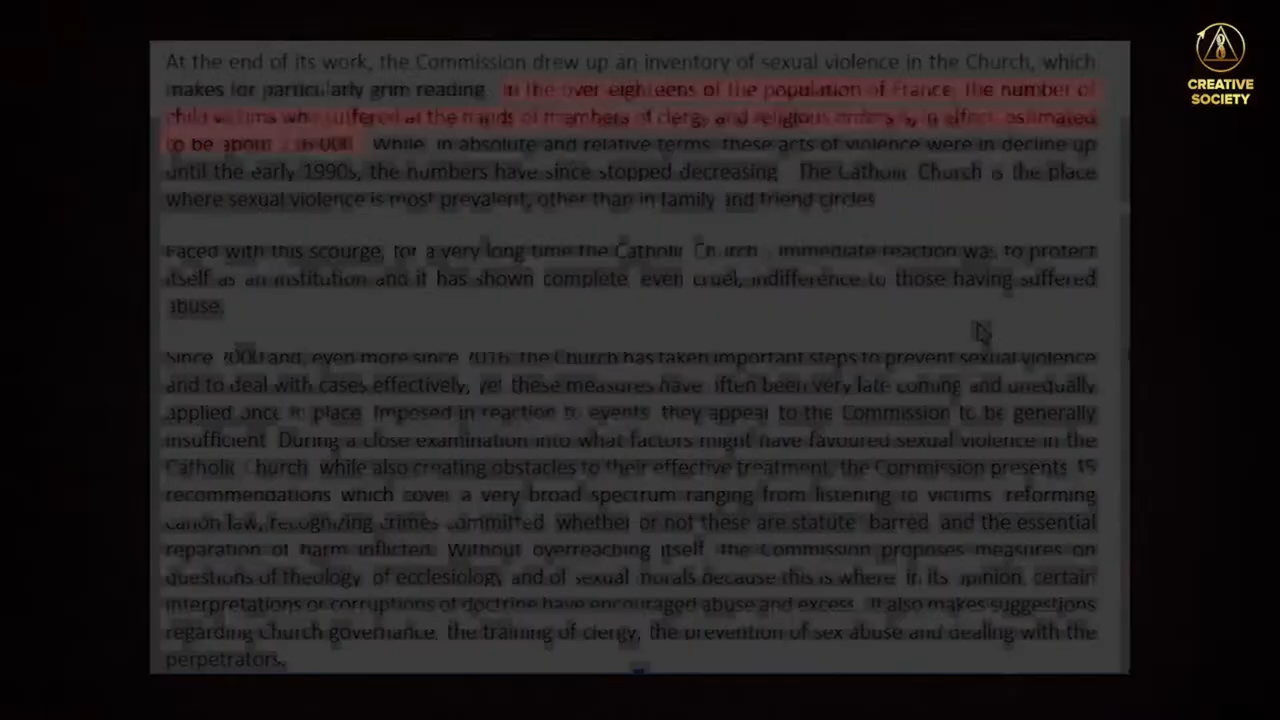 At the end of its work, the Commission drew up an inventory of sexual violence in the Church, which
makes for particularly grim reading. In the over eighteens of the population of France, the number of
child victims who suffered at the hands of members of clergy and religious orders is, in effect, estimated
to be about
While, in absolute and relative terms, these acts of violence were in decline up
until the early 1990s, the numbers have since stopped decreasing. The Catholic Church is the place
where sexual violence is most prevalent, other than in family and friend circles
Faced with this scourge, for a very long time the Catholic Church immediate reaction was to protect
itself as an institution and it has shown complete, even cruel, indifference to those having suffered
abuse.
Since 2000 and, even more since 2016, the Church has taken important steps to prevent sexual violence
and to deal with cases effectively, yet these measures have often been very late coming and unequally
applied once in place. Imposed in reaction to events, they appear to the Commission to be generally
insufficient. During a close examination into what factors might have favoured sexual violence in the
Catholic Church, while also creating obstacles to their effective treatment, the Commission presents 45
recommendations which cover a very broad spectrum ranging from listening to victims, reforming
canon law, recognizing crimes committed, whether or not these are statute barred, and the essential
reparation of harm inflicted. Without overreaching itself, the Commission proposes measures on
questions of theology, of ecclesiology and of sexual morals because this is where, in its opinion, certain
interpretations or corruptions of doctrine have encouraged abuse and excess. It also makes suggestions
regarding Church governance, the training of clergy, the prevention of sex abuse and dealing with the
perpetrators.
CREATIVE
SOCIETY